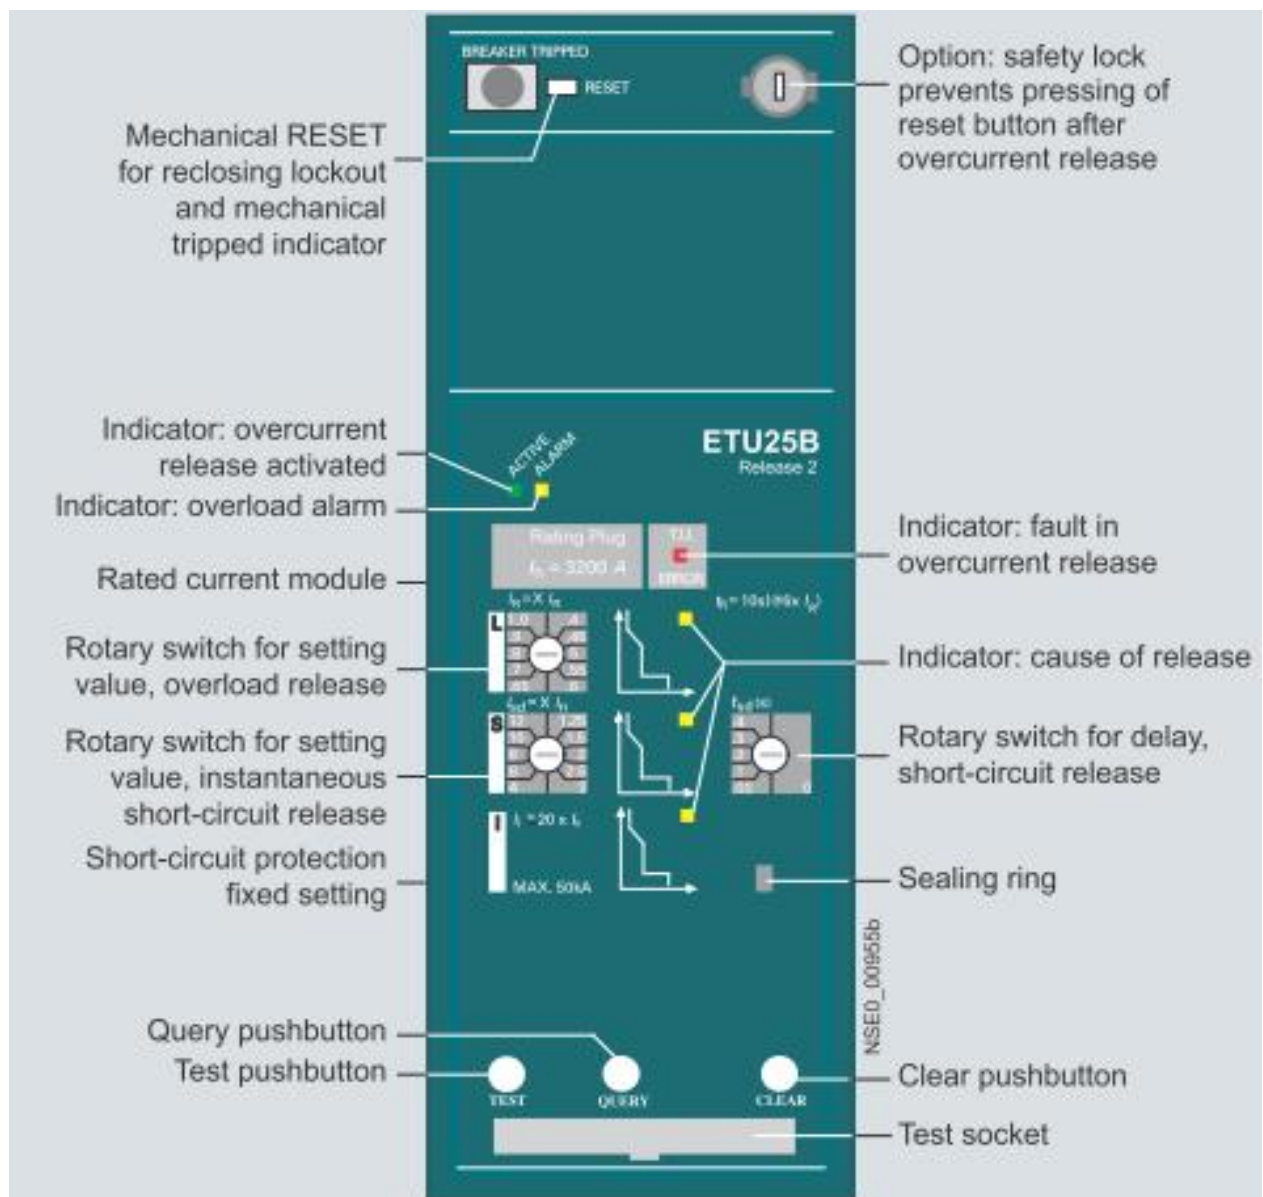 BREAKER TRIPPED
RESET
Option: safety lock
prevents pressing of
reset button after
overcurrent release
Mechanical RESET
for reclosing lockout
and mechanical
tripped indicator
Indicator: overcurrent
release activated
Indicator: overload alarm
ACTIVE
ALARM
ETU25B
Release 2
Rating Plug
= 3200 A
T.U.
ERROR
Indicator: fault in
overcurrent release
Rated current module
L
Rotary switch for setting
value, overload release
Indicator: cause of release
S
Rotary switch for setting
value, instantaneous
short-circuit release
Rotary switch for delay,
short-circuit release
I
= 20 x
MAX. 50kA
Short-circuit protection
fixed setting
Sealing ring
NSE0_00955b
Query pushbutton
Test pushbutton
Clear pushbutton
TEST
QUERY
CLEAR
Test socket